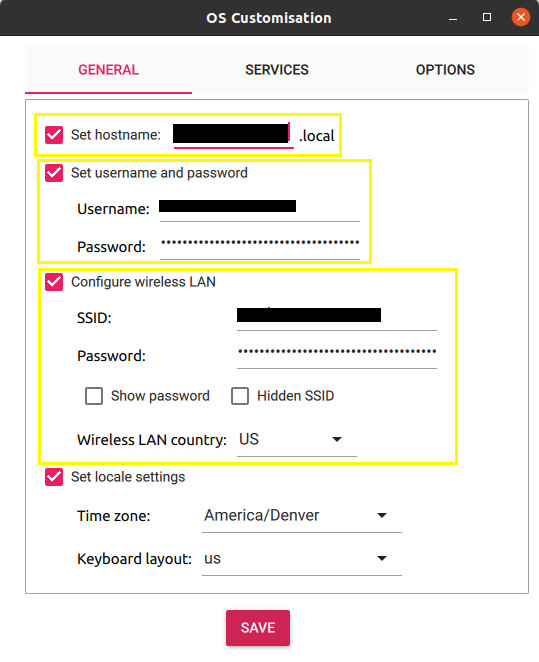 OS Customisation
GENERAL SERVICES OPTIONS
Set hostname: .local
Set username and password
Username:
Password: ••••••••••••••••••••••••••••••••••••••
Configure wireless LAN
SSID:
Password: ••••••••••••••••••••••••••••••••••••••
Show password Hidden SSID
Wireless LAN country: US
Set locale settings
Time zone: America/Denver
Keyboard layout: us
SAVE